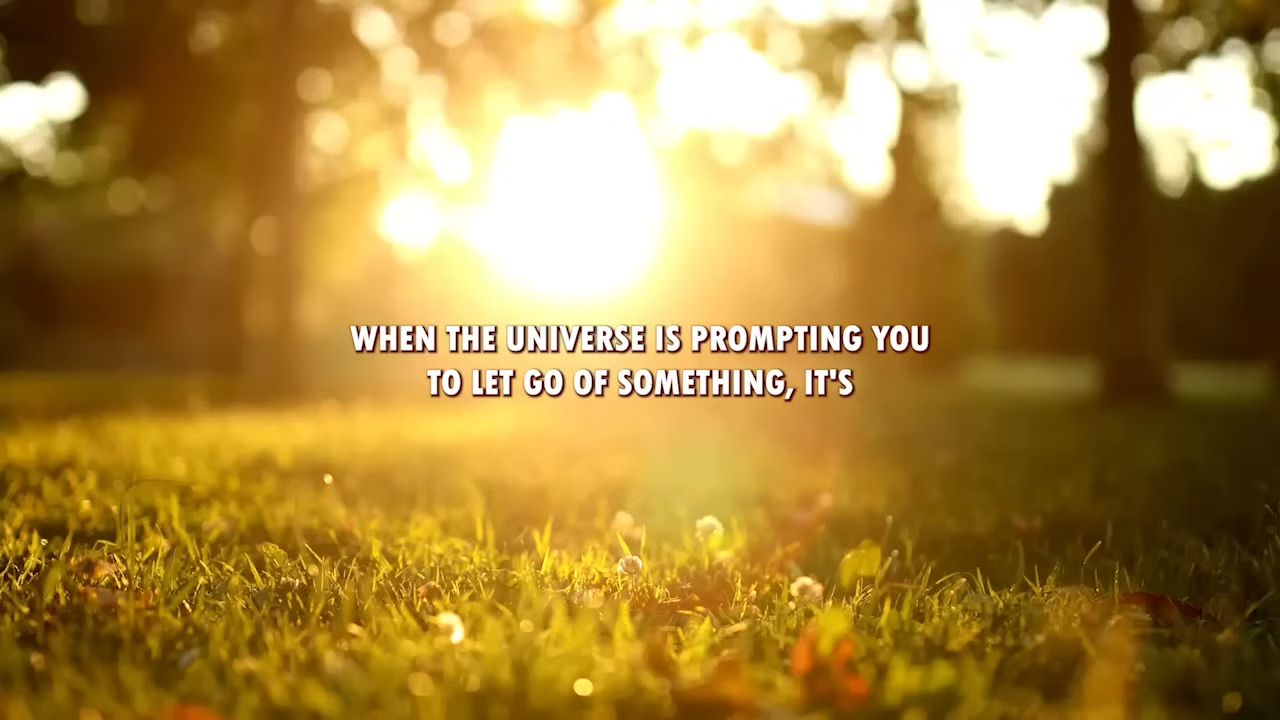 WHEN THE UNIVERSE IS PROMPTING YOU
TO LET GO OF SOMETHING, IT'S